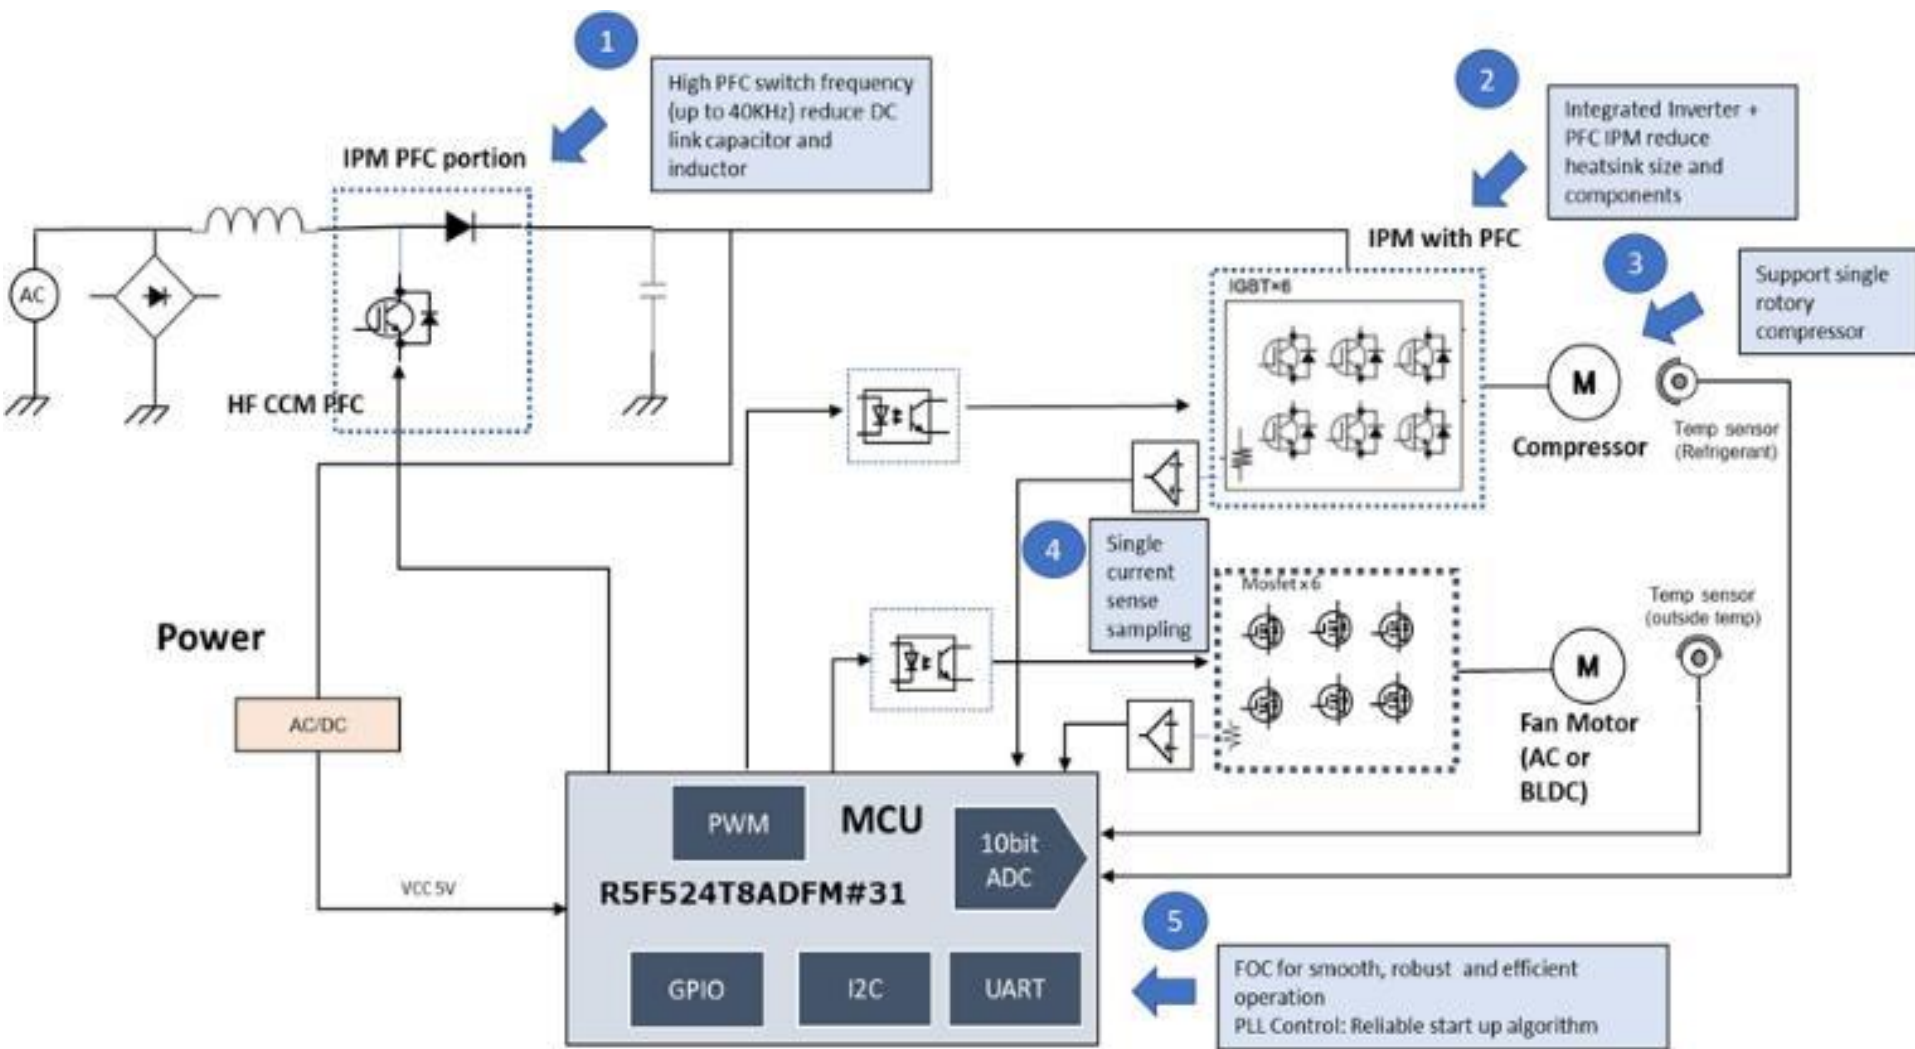 1
High PFC switch frequency
(up to 40KHz) reduce DC
link capacitor and
inductor
2
Integrated Inverter +
PFC IPM reduce
heatsink size and
components
IPM PFC portion
IPM with PFC
3
Support single
rotory
compressor
AC
IGBT×6
HF CCM PFC
M
Compressor
Temp sensor
(Refrigerant)
4
Single
current
sense
sampling
Mosfet x 6
Temp sensor
(outside temp)
Power
M
Fan Motor
(AC or
BLDC)
AC/DC
PWM
MCU
10bit
ADC
VCC 5V
R5F524T8ADFM#31
5
GPIO
I2C
UART
FOC for smooth, robust and efficient
operation
PLL Control: Reliable start up algorithm